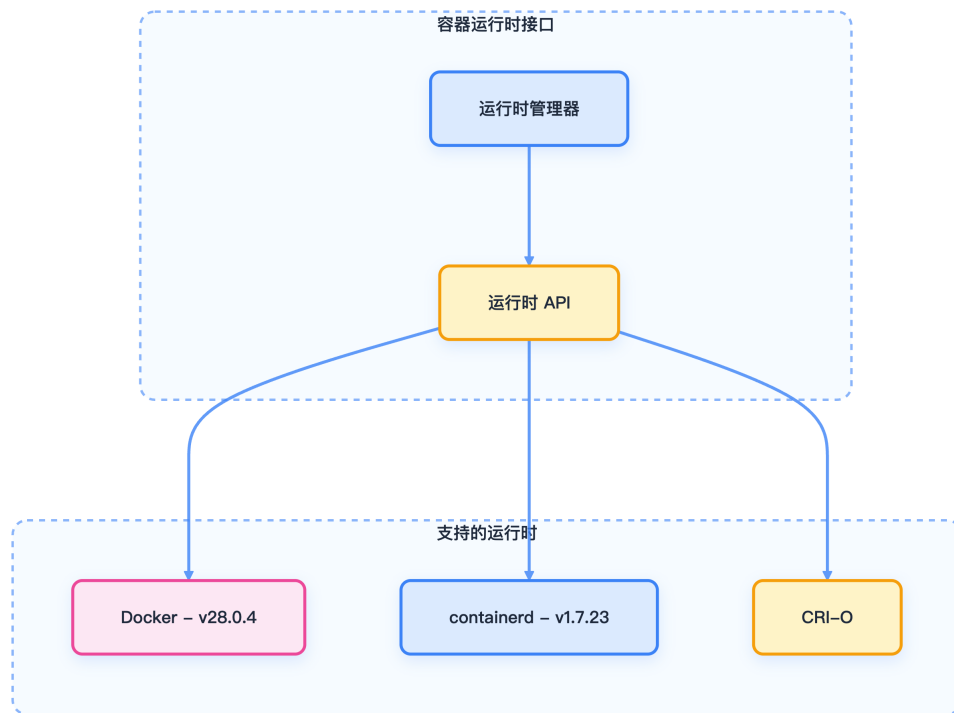 容器运行时接口
运行时管理器
运行时 API
支持的运行时
Docker – v28.0.4
containerd – v1.7.23
CRI–O